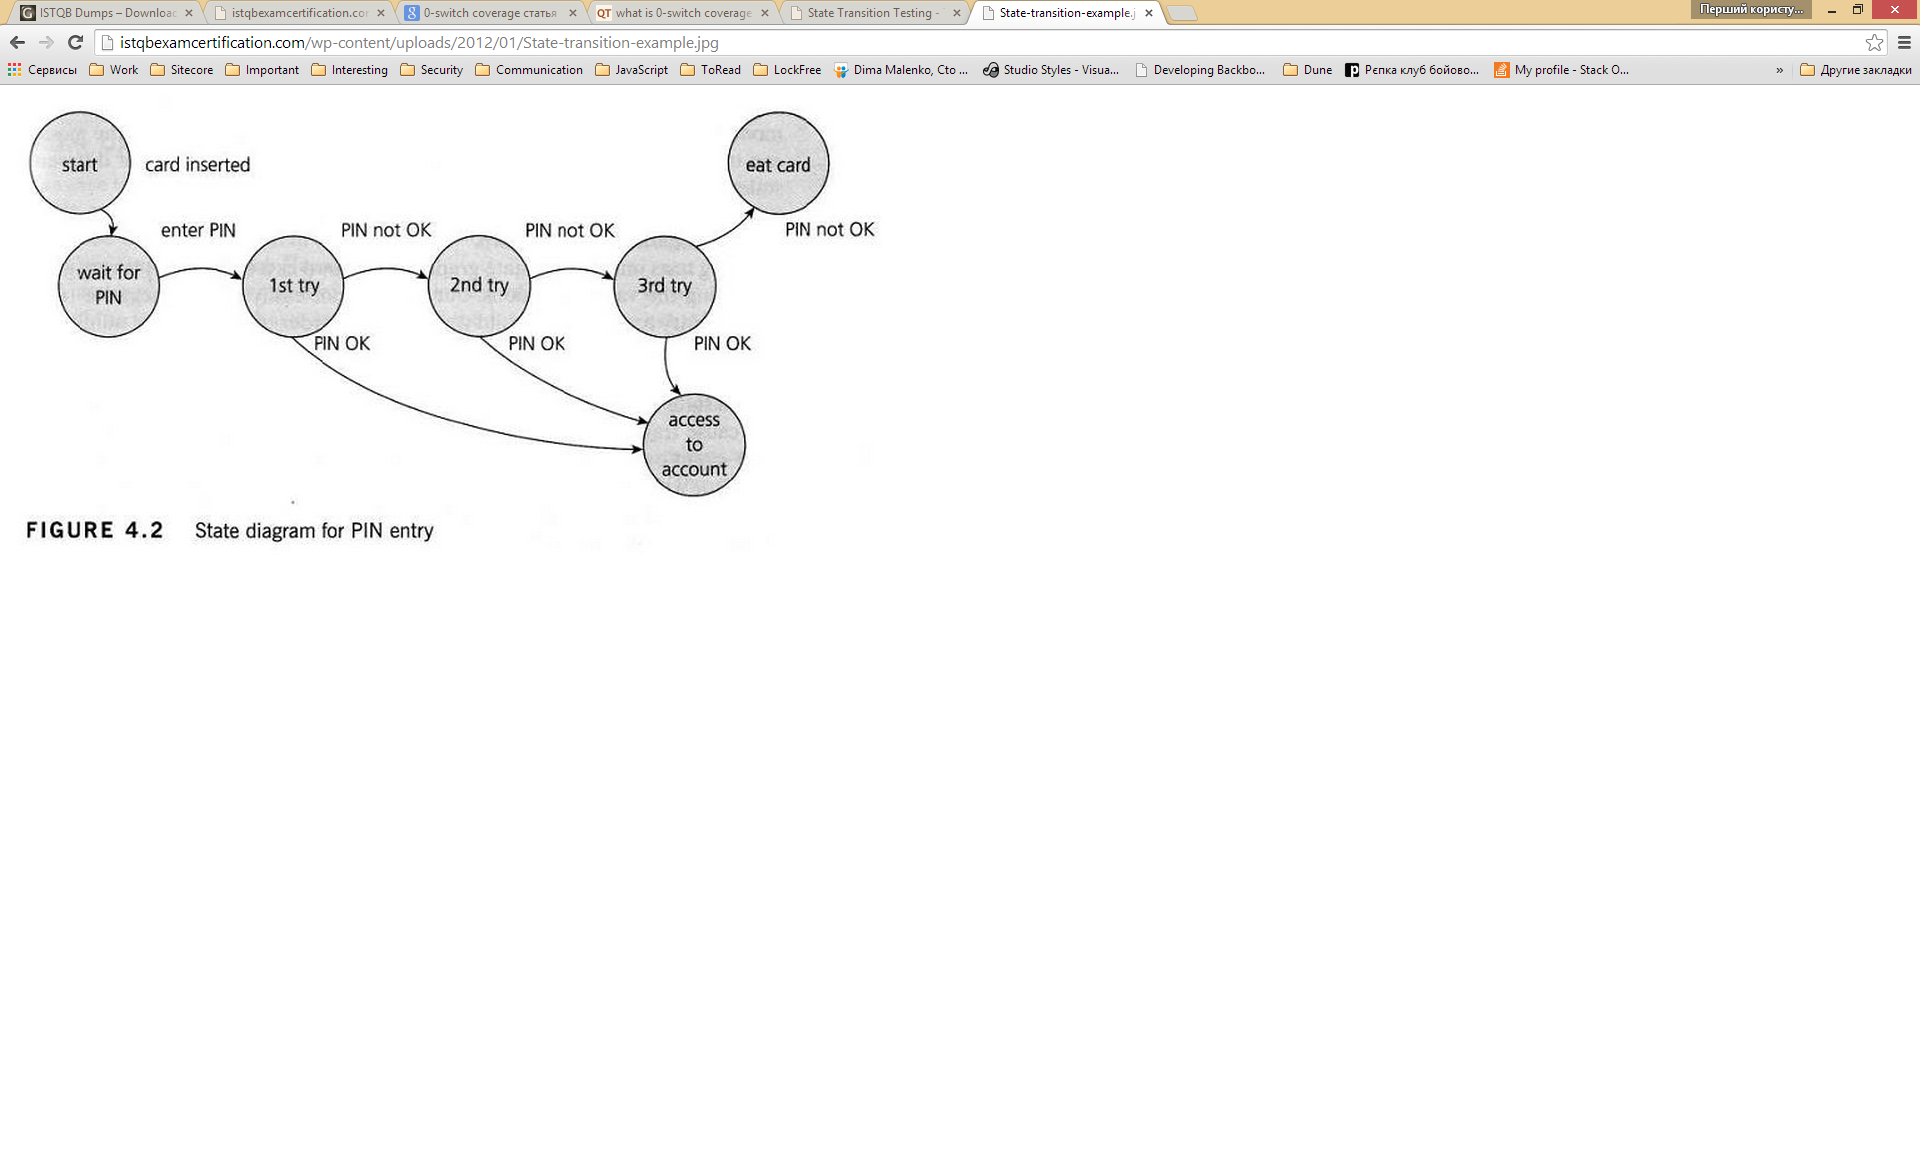 ISTQB Dumps – Downloac
istqbexamcertification.cor
0-switch coverage статья
what is 0-switch coverage
State Transition Testing -
State-transition-example.j
Перший користу...
istqbexamcertification.com/wp-content/uploads/2012/01/State-transition-example.jpg
Сервисы Work Sitecore Important Interesting Security Communication JavaScript ToRead LockFree Dima Malenko, Cto ... Studio Styles - Visua... Developing Backbo... Dune Рєпка клуб бойово... My profile - Stack O... » Другие закладки
start
card inserted
eat card
enter PIN
PIN not OK
PIN not OK
PIN not OK
wait for
PIN
1st try
2nd try
3rd try
PIN OK
PIN OK
PIN OK
access
to
account
FIGURE 4.2 State diagram for PIN entry